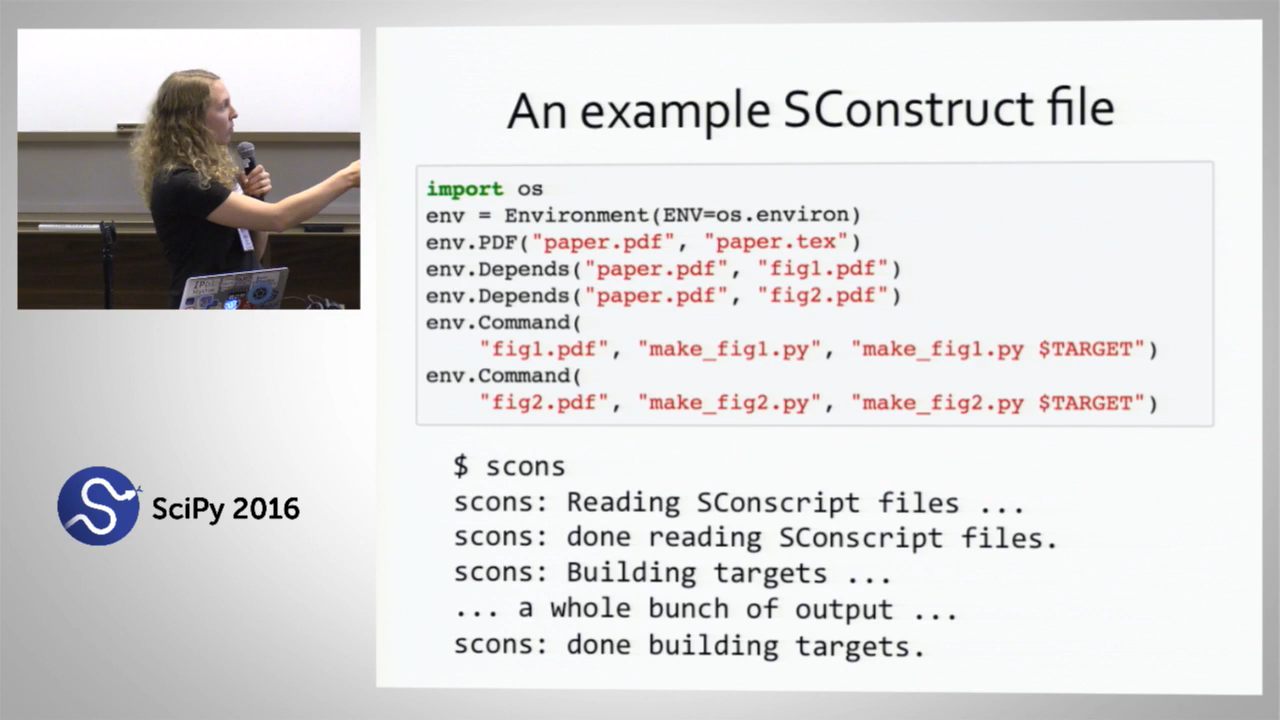 An example SConstruct file
import os
env = Environment(ENV=os.environ)
env.PDF("paper.pdf", "paper.tex")
env.Depends("paper.pdf", "fig1.pdf")
env.Depends("paper.pdf", "fig2.pdf")
env.Command(
    "fig1.pdf", "make_fig1.py", "make_fig1.py $TARGET")
env.Command(
    "fig2.pdf", "make_fig2.py", "make_fig2.py $TARGET")
$ scons
scons: Reading SConscript files ...
scons: done reading SConscript files.
scons: Building targets ...
... a whole bunch of output ...
scons: done building targets.
SciPy 2016